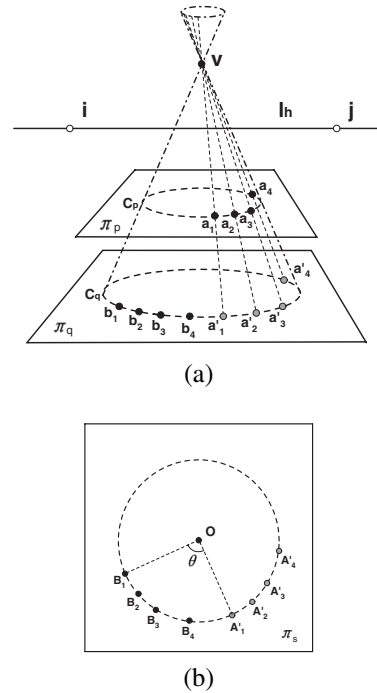 v
i l_h j
a_4
C_p
a_1 a_2 a_3
π_p
a'_4
C_q
b_1 b_2 b_3 b_4 a'_1 a'_2 a'_3
π_q
(a)
O
θ
B_1 A'_4
B_2 A'_3
B_3 A'_2
B_4 A'_1
π_s
(b)